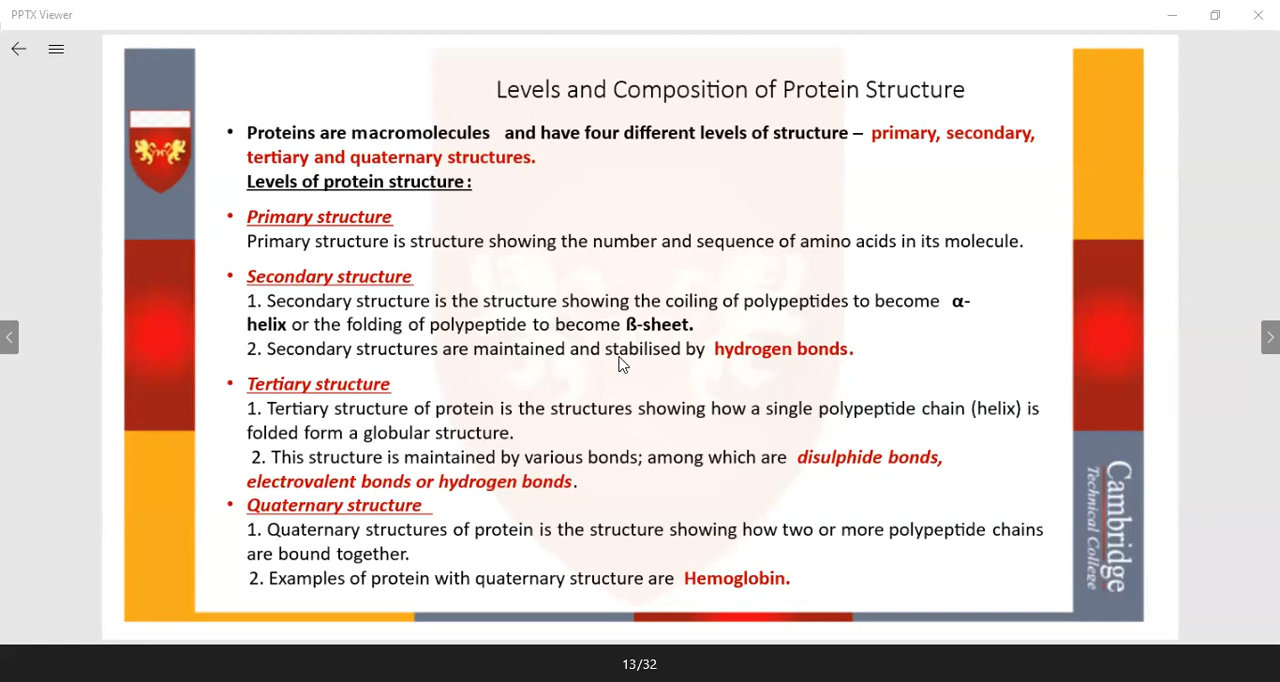 PPTX Viewer
Levels and Composition of Protein Structure
• Proteins are macromolecules and have four different levels of structure – primary, secondary,
tertiary and quaternary structures.
Levels of protein structure:
• Primary structure
Primary structure is structure showing the number and sequence of amino acids in its molecule.
• Secondary structure
1. Secondary structure is the structure showing the coiling of polypeptides to become α-
helix or the folding of polypeptide to become ß-sheet.
2. Secondary structures are maintained and stabilised by hydrogen bonds.
• Tertiary structure
1. Tertiary structure of protein is the structures showing how a single polypeptide chain (helix) is
folded form a globular structure.
2. This structure is maintained by various bonds; among which are disulphide bonds,
electrovalent bonds or hydrogen bonds.
• Quaternary structure
1. Quaternary structures of protein is the structure showing how two or more polypeptide chains
are bound together.
2. Examples of protein with quaternary structure are Hemoglobin.
Cambridge
Technical College
13/32